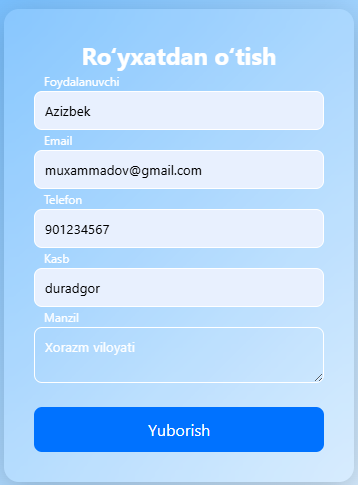 Ro‘yxatdan o‘tish
Foydalanuvchi
Azizbek
Email
muxammadov@gmail.com
Telefon
901234567
Kasb
duradgor
Manzil
Xorazm viloyati
Yuborish